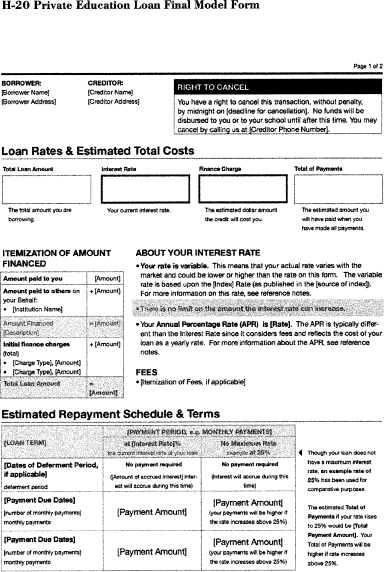 H-20 Private Education Loan Final Model Form
Page 1 of 2
BORROWER:
[Borrower Name]
[Borrower Address]
CREDITOR:
[Creditor Name]
[Creditor Address]
RIGHT TO CANCEL
You have a right to cancel this transaction, without penalty,
by midnight on [deadline for cancellation]. No funds will be
disbursed to you or to your school until after this time. You may
cancel by calling us at [Creditor Phone Number].
Loan Rates & Estimated Total Costs
Total Loan Amount
The total amount you are
borrowing.
Interest Rate
Your current interest rate.
Finance Charge
The estimated dollar amount
the credit will cost you.
Total of Payments
The estimated amount you
will have paid when you
have made all payments.
ITEMIZATION OF AMOUNT
FINANCED
Amount paid to you [Amount]
Amount paid to others on + [Amount]
your Behalf:
• [Institution Name]
Amount Financed = [Amount]
[Description]
Initial finance charges + [Amount]
(total)
• [Charge Type], [Amount]
• [Charge Type], [Amount]
Total Loan Amount =
[Amount]
ABOUT YOUR INTEREST RATE
• Your rate is variable. This means that your actual rate varies with the
market and could be lower or higher than the rate on this form. The variable
rate is based upon the [Index] Rate (as published in the [source of index]).
For more information on this rate, see reference notes.
• There is no limit on the amount the interest rate can increase.
• Your Annual Percentage Rate (APR) is [Rate]. The APR is typically differ-
ent than the Interest Rate since it considers fees and reflects the cost of your
loan as a yearly rate. For more information about the APR, see reference
notes.
FEES
• [Itemization of Fees, if applicable]
Estimated Repayment Schedule & Terms
[LOAN TERM]
[PAYMENT PERIOD, e.g. MONTHLY PAYMENTS]
at [Interest Rate]%
the current interest rate of your loan
No Maximum Rate
example at 25%
[Dates of Deferment Period,
if applicable]
deferment period
No payment required
([Amount of accrued interest] inter-
est will accrue during this time)
No payment required
(interest will accrue during this
time)
[Payment Due Dates]
[number of monthly payments]
monthly payments
[Payment Amount]
[Payment Amount]
(your payments will be higher if
the rate increases above 25%)
[Payment Due Dates]
[number of monthly payments]
monthly payments
[Payment Amount]
[Payment Amount]
(your payments will be higher if
the rate increases above 25%)
Though your loan does not
have a maximum interest
rate, an example rate of
25% has been used for
comparative purposes.
The estimated Total of
Payments if your rate rises
to 25% would be [Total
Payment Amount]. Your
Total of Payments will be
higher if rate increases
above 25%.